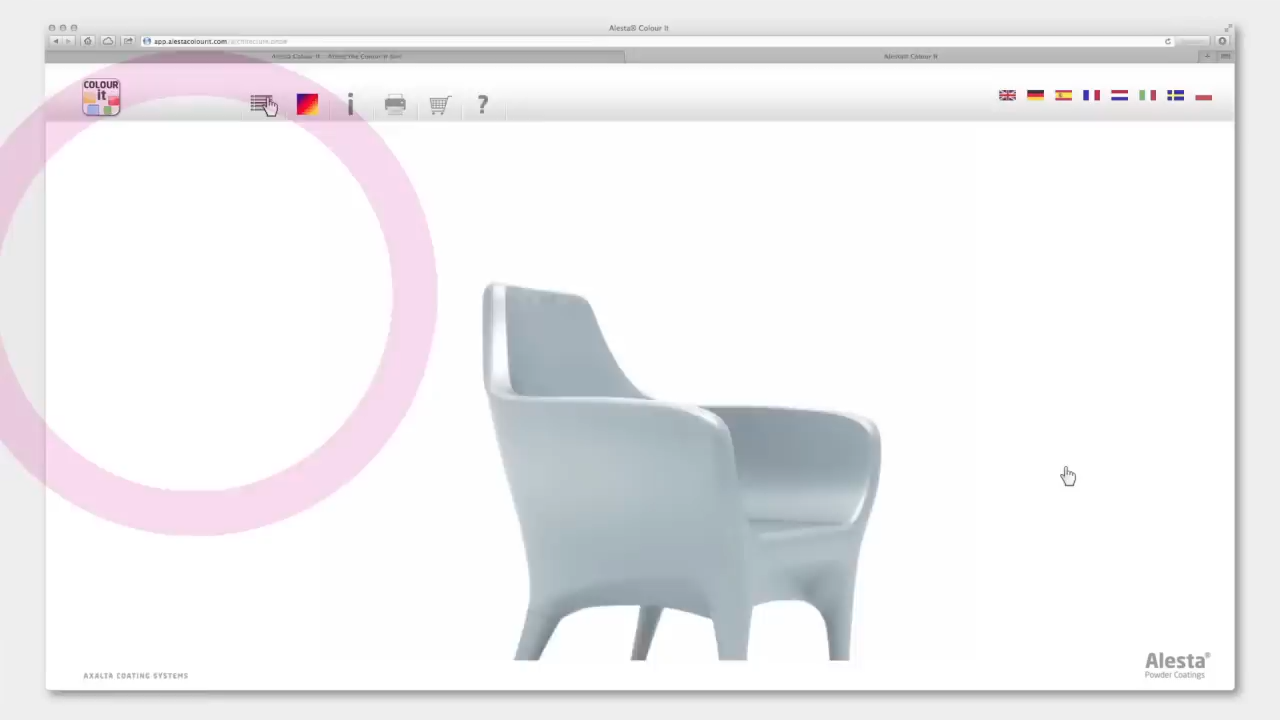 Alesta® Colour It
app.alestacolourit.com
Alesta® Colour It
COLOUR
it
i
?
AXALTA COATING SYSTEMS
Alesta®
Powder Coatings